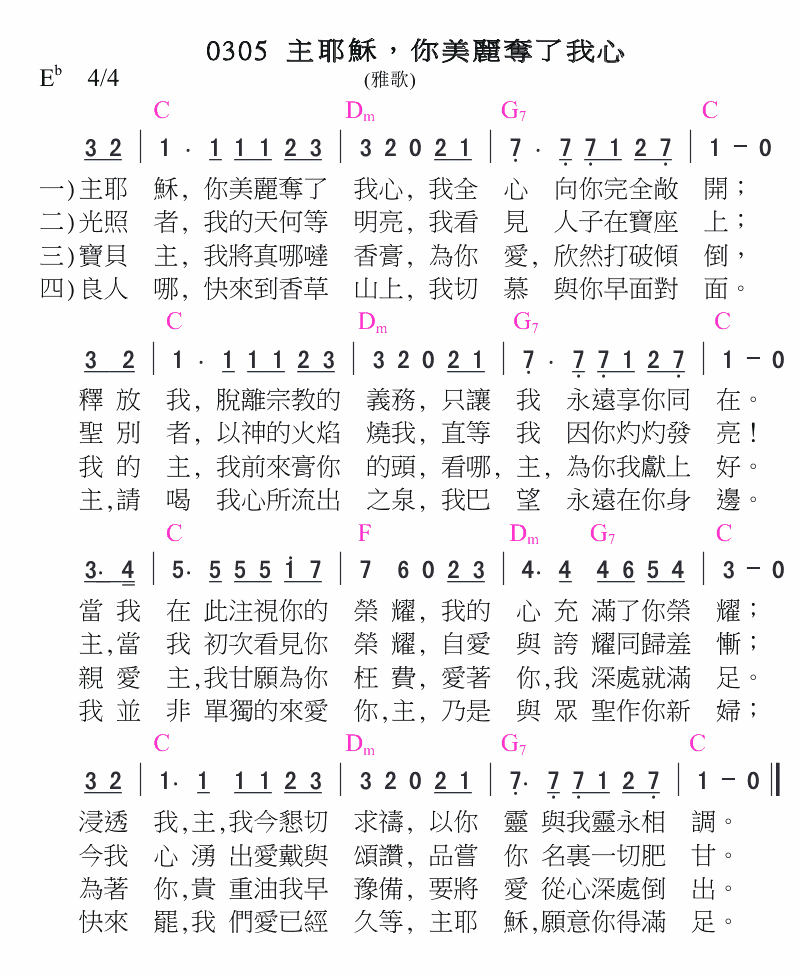 0305 主耶穌，你美麗奪了我心
E♭ 4/4 (雅歌)
C Dm G7 C
3 2 | 1 · 1 1 1 2 3 | 3 2 0 2 1 | 7 · 7 7 1 2 7 | 1 − 0
一)主耶 穌, 你美麗奪了 我心, 我全 心 向你完全敞 開；
二)光照 者, 我的天何等 明亮, 我看 見 人子在寶座 上；
三)寶貝 主, 我將真哪噠 香膏, 為你 愛, 欣然打破傾 倒，
四)良人 哪, 快來到香草 山上, 我切 慕 與你早面對 面。
C Dm G7 C
3 2 | 1 · 1 1 1 2 3 | 3 2 0 2 1 | 7 · 7 7 1 2 7 | 1 − 0
釋 放 我, 脫離宗教的 義務, 只讓 我 永遠享你同 在。
聖 別 者, 以神的火焰 燒我, 直等 我 因你灼灼發 亮！
我 的 主, 我前來膏你 的頭, 看哪, 主, 為你我獻上 好。
主,請 喝 我心所流出 之泉, 我巴 望 永遠在你身 邊。
C F Dm G7 C
3· 4 | 5· 5 5 5 i 7 | 7 6 0 2 3 | 4· 4 4 6 5 4 | 3 − 0
當 我 在 此注視你的 榮 耀, 我的 心 充 滿了你榮 耀；
主,當 我 初次看見你 榮 耀, 自愛 與 誇 耀同歸羞 慚；
親 愛 主,我甘願為你 枉 費, 愛著 你,我 深處就滿 足。
我 並 非 單獨的來愛 你,主, 乃是 與 眾 聖作你新 婦；
C Dm G7 C
3 2 | 1· 1 1 1 2 3 | 3 2 0 2 1 | 7· 7 7 1 2 7 | 1 − 0
浸透 我,主,我今懇切 求禱, 以你 靈 與我靈永相 調。
今我 心 湧 出愛戴與 頌讚, 品嘗 你 名裏一切肥 甘。
為著 你,貴 重油我早 豫備, 要將 愛 從心深處倒 出。
快來 罷,我 們愛已經 久等, 主耶 穌,願意你得滿 足。